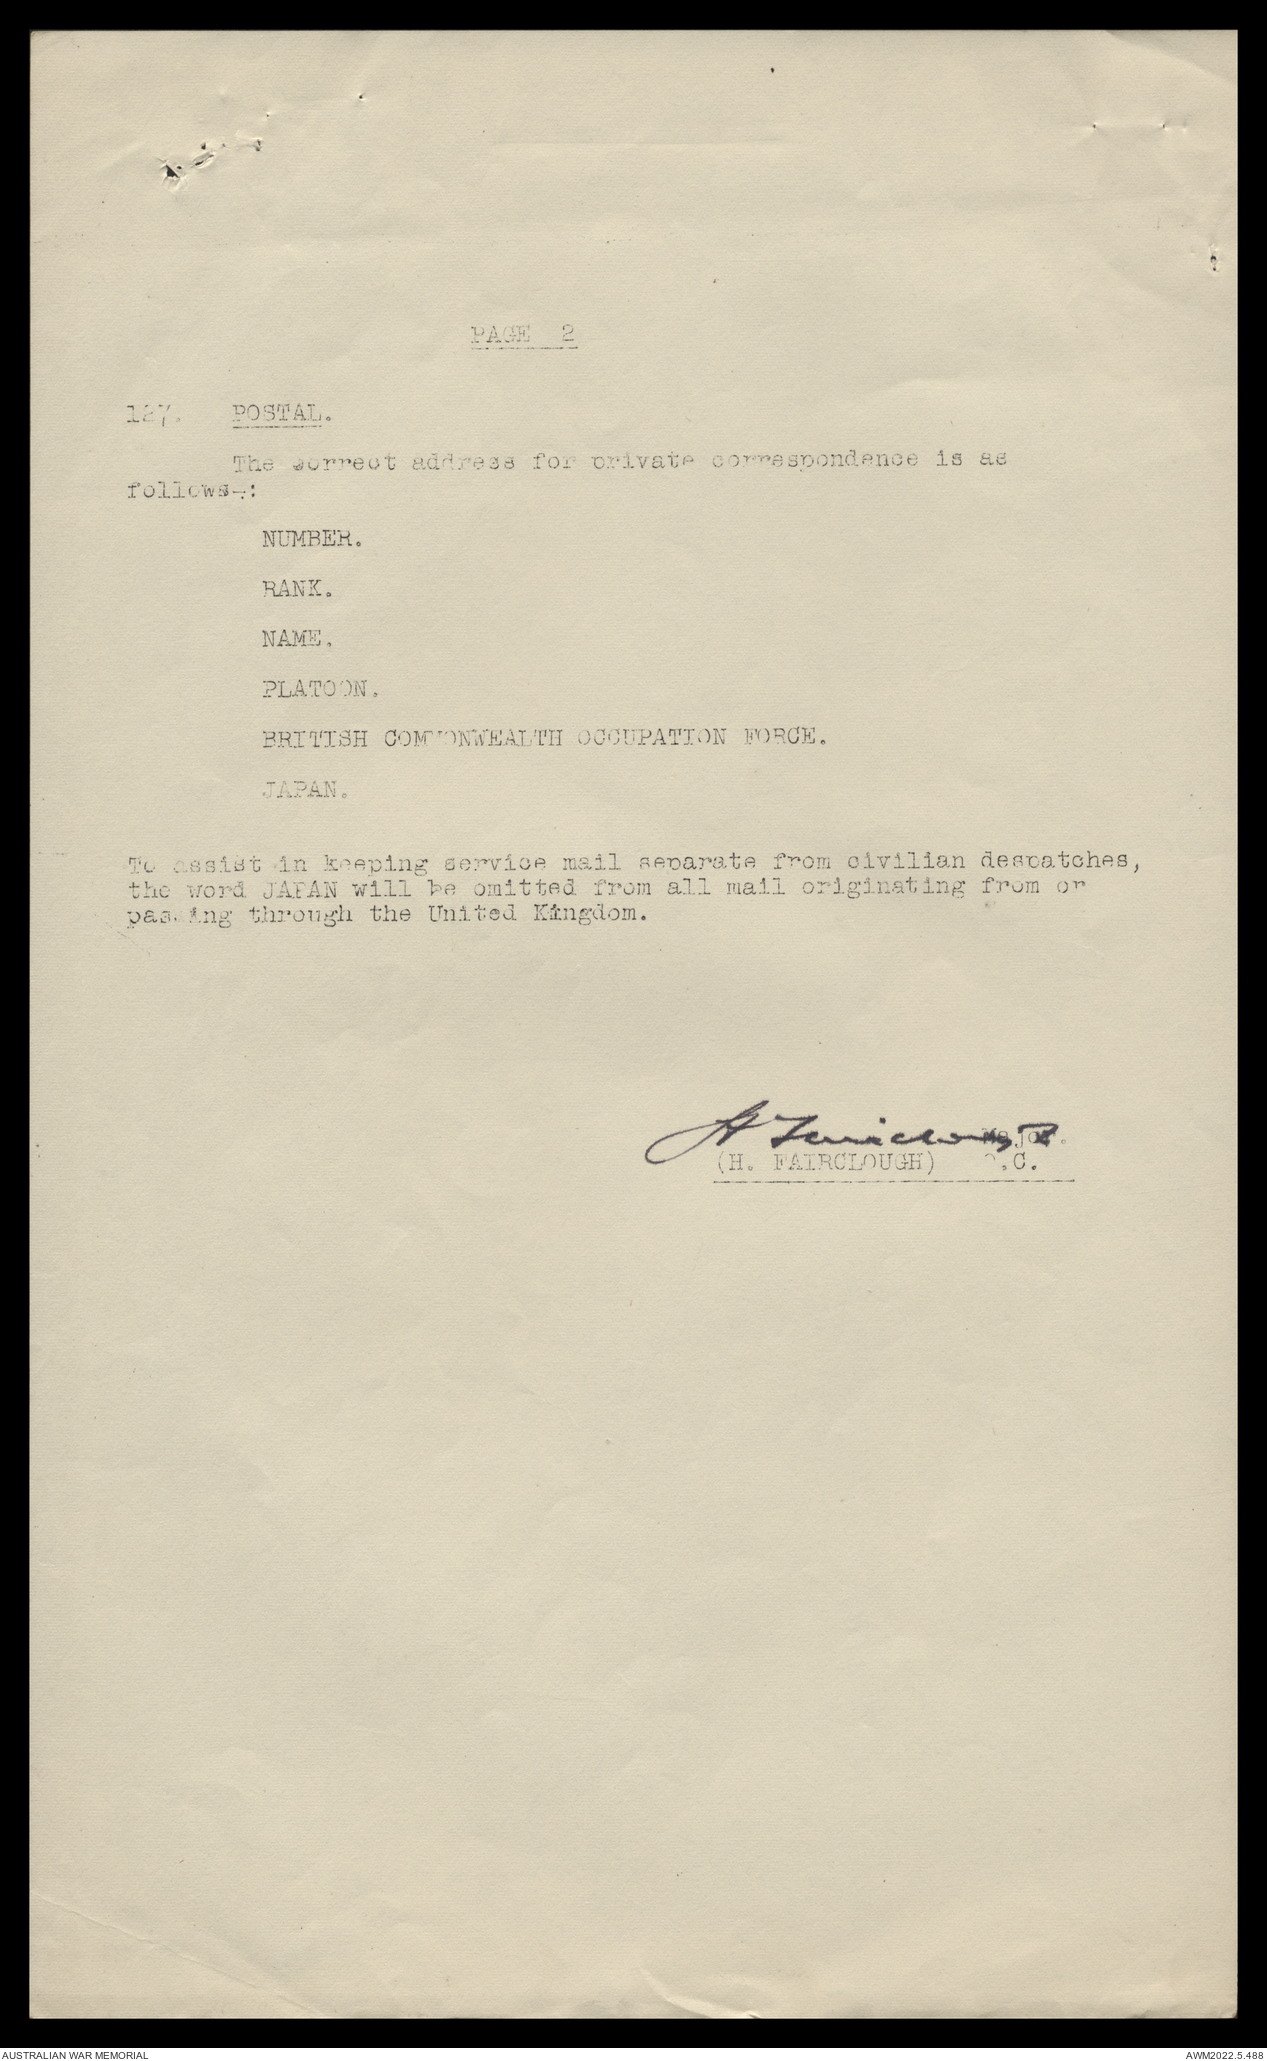 PAGE 2
127. POSTAL.
The correct address for private correspondence is as
follows-:
NUMBER.
RANK.
NAME.
PLATOON.
BRITISH COMMONWEALTH OCCUPATION FORCE.
JAPAN.
To assist in keeping service mail separate from civilian despatches,
the word JAPAN will be omitted from all mail originating from or
passing through the United Kingdom.
H Fairclough Major.
(H. FAIRCLOUGH) O.C.
AUSTRALIAN WAR MEMORIAL
AWM2022.5.488